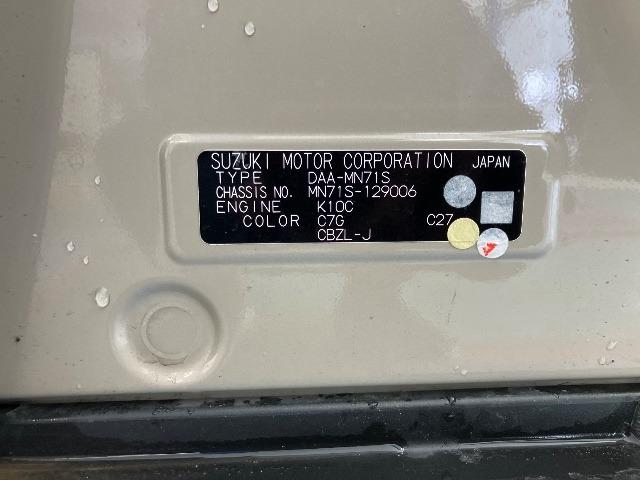 SUZUKI MOTOR CORPORATION JAPAN
TYPE DAA-MN71S
CHASSIS NO. MN71S-129006
ENGINE K10C
COLOR C7G C27
CBZL-J